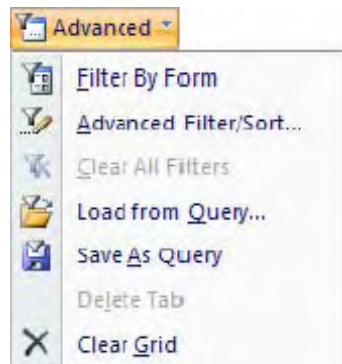 Advanced
Filter By Form
Advanced Filter/Sort...
Clear All Filters
Load from Query...
Save As Query
Delete Tab
Clear Grid